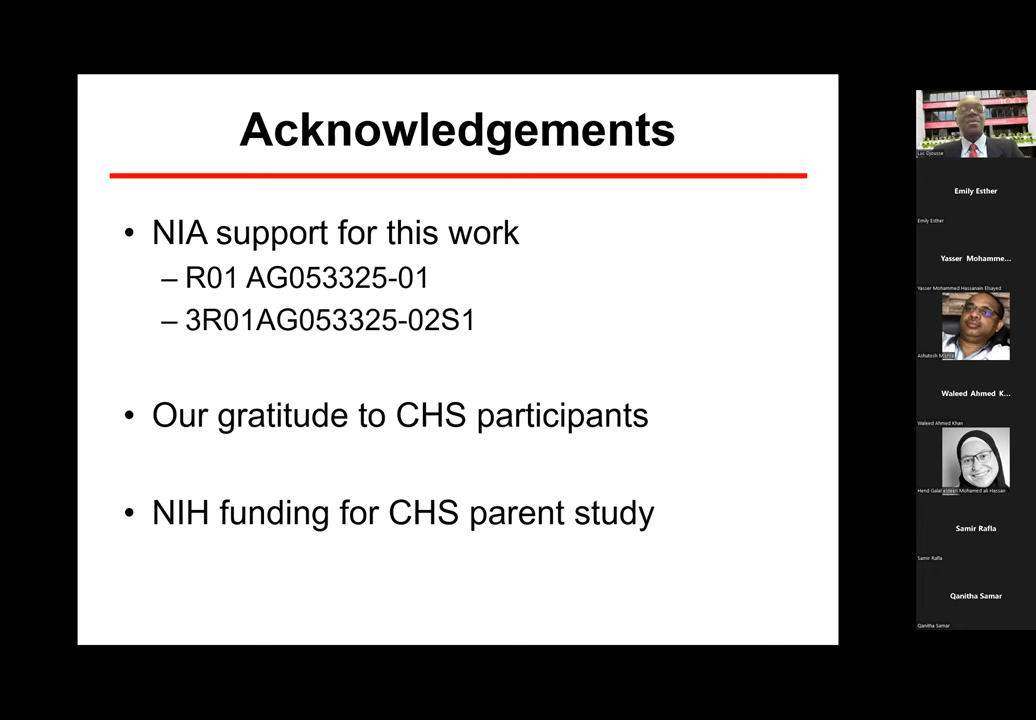 Acknowledgements
• NIA support for this work
– R01 AG053325-01
– 3R01AG053325-02S1
• Our gratitude to CHS participants
• NIH funding for CHS parent study
Luc Djousse
Emily Esther
Emily Esther
Yasser Mohamme...
Yasser Mohammed Hassanain Elsayed
Ashutosh Mishra
Waleed Ahmed K...
Waleed Ahmed Khan
Hend Galal eldeen Mohamed ali Hassan
Samir Rafla
Samir Rafla
Qanitha Samar
Qanitha Samar